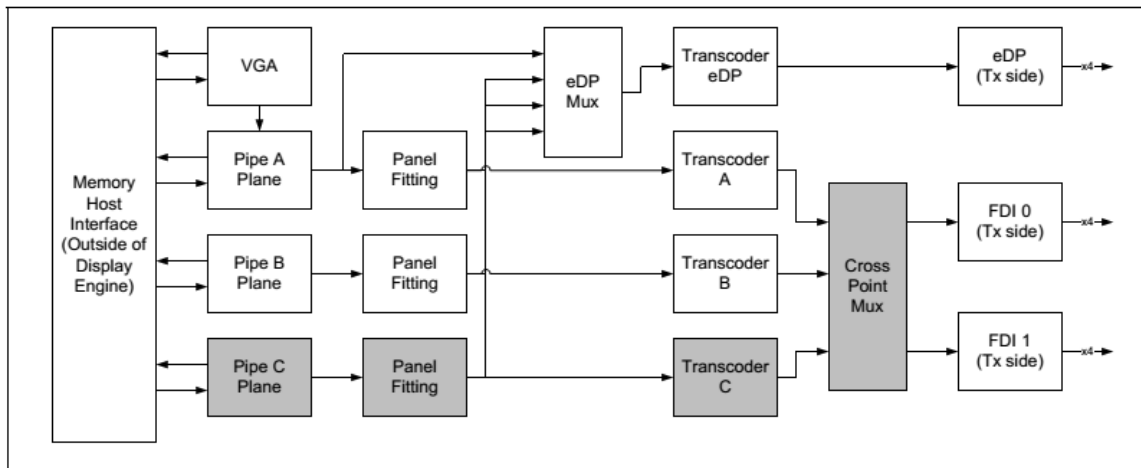 Memory
Host
Interface
(Outside of
Display
Engine)
VGA
eDP
Mux
Transcoder
eDP
eDP
(Tx side)
x4
Pipe A
Plane
Panel
Fitting
Transcoder
A
Pipe B
Plane
Panel
Fitting
Transcoder
B
Cross
Point
Mux
FDI 0
(Tx side)
x4
Pipe C
Plane
Panel
Fitting
Transcoder
C
FDI 1
(Tx side)
x4